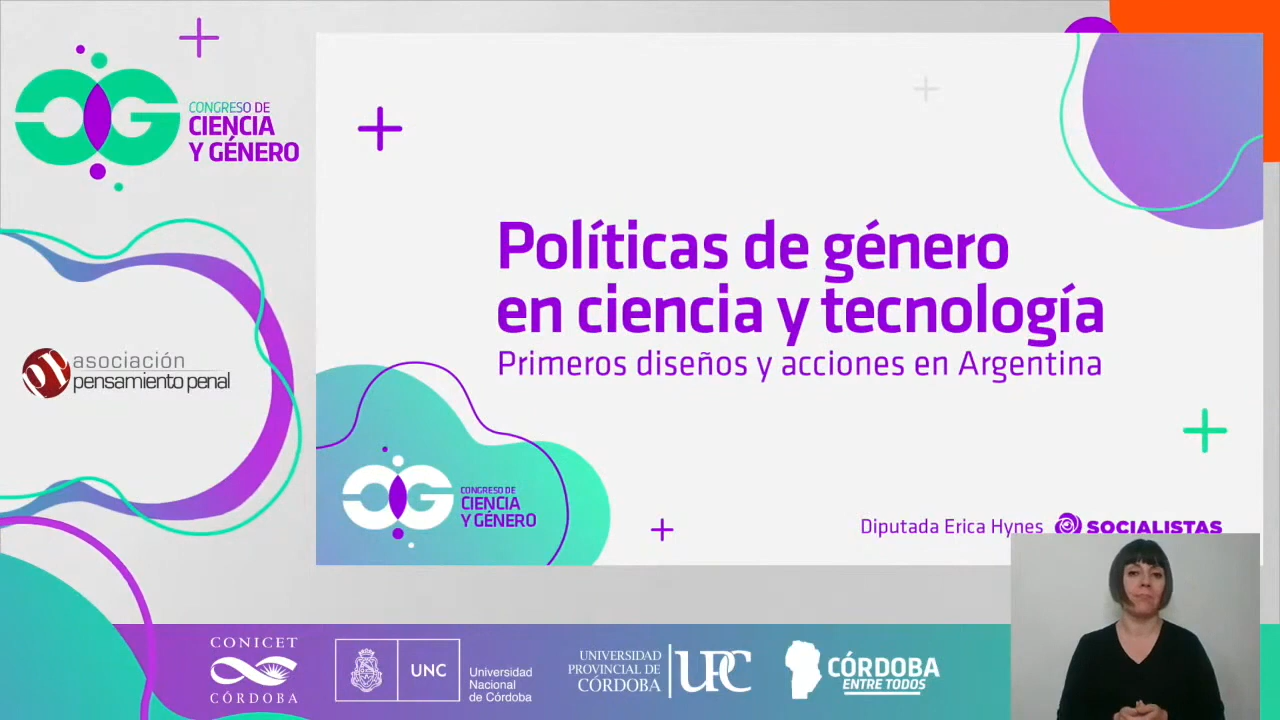 CONGRESO DE
CIENCIA
Y GÉNERO
asociación
pensamiento penal
Políticas de género
en ciencia y tecnología
Primeros diseños y acciones en Argentina
CONGRESO DE
CIENCIA
Y GÉNERO
Diputada Erica Hynes SOCIALISTAS
CONICET
CÓRDOBA
UNC
Universidad
Nacional
de Córdoba
UNIVERSIDAD
PROVINCIAL DE
CÓRDOBA
UPC
CÓRDOBA
ENTRE TODOS